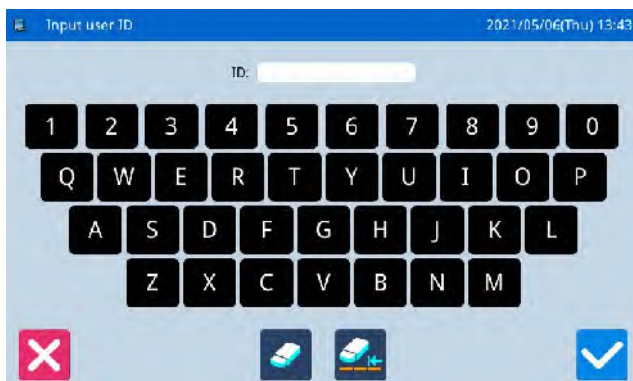 Input user ID 2021/05/06(Thu) 13:43
ID:
1 2 3 4 5 6 7 8 9 0
Q W E R T Y U I O P
A S D F G H J K L
Z X C V B N M